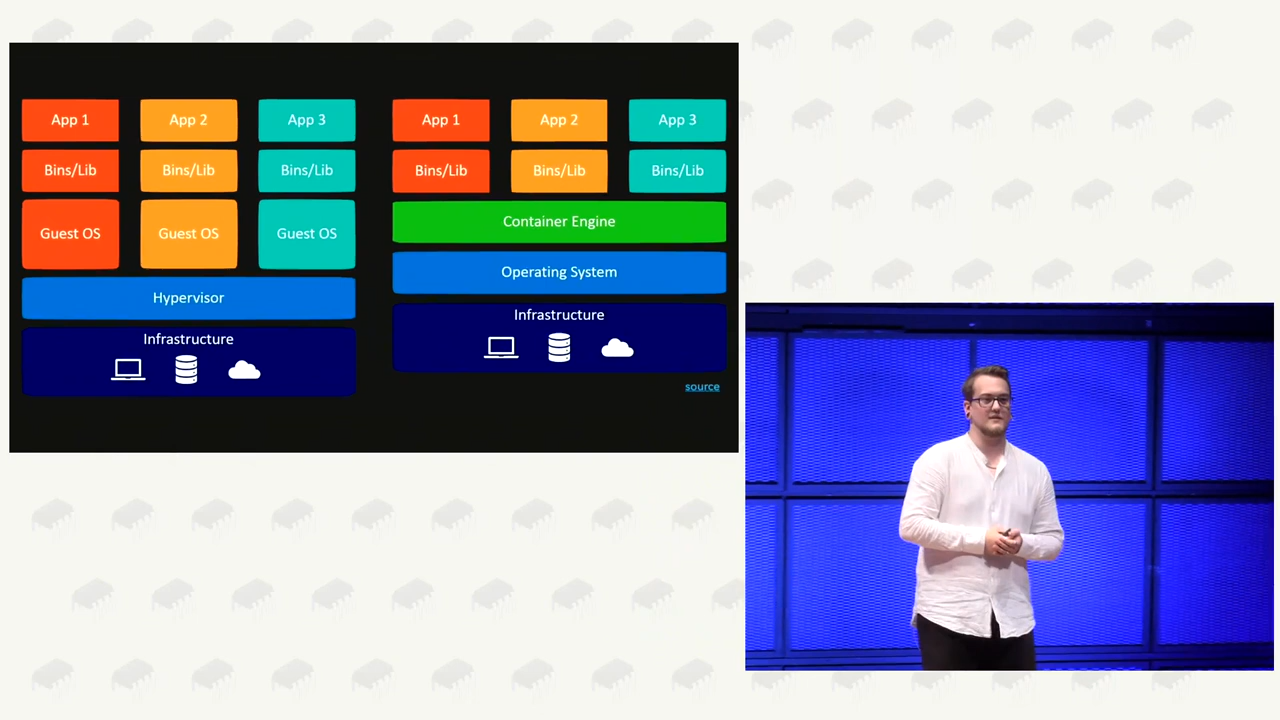 App 1
App 2
App 3
Bins/Lib
Bins/Lib
Bins/Lib
Guest OS
Guest OS
Guest OS
Hypervisor
Infrastructure
App 1
App 2
App 3
Bins/Lib
Bins/Lib
Bins/Lib
Container Engine
Operating System
Infrastructure
source